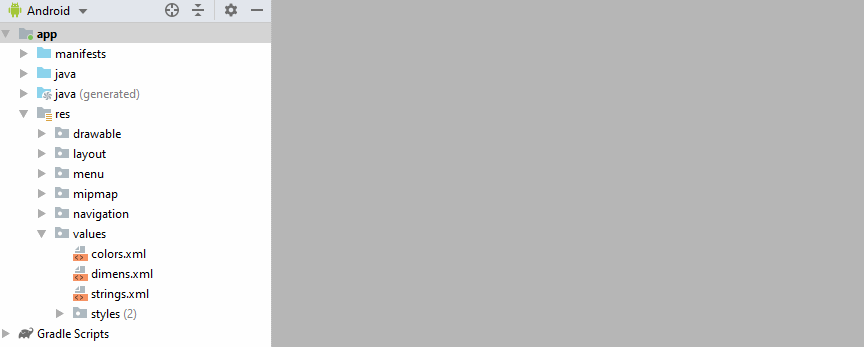 Android
app
manifests
java
java (generated)
res
drawable
layout
menu
mipmap
navigation
values
colors.xml
dimens.xml
strings.xml
styles (2)
Gradle Scripts